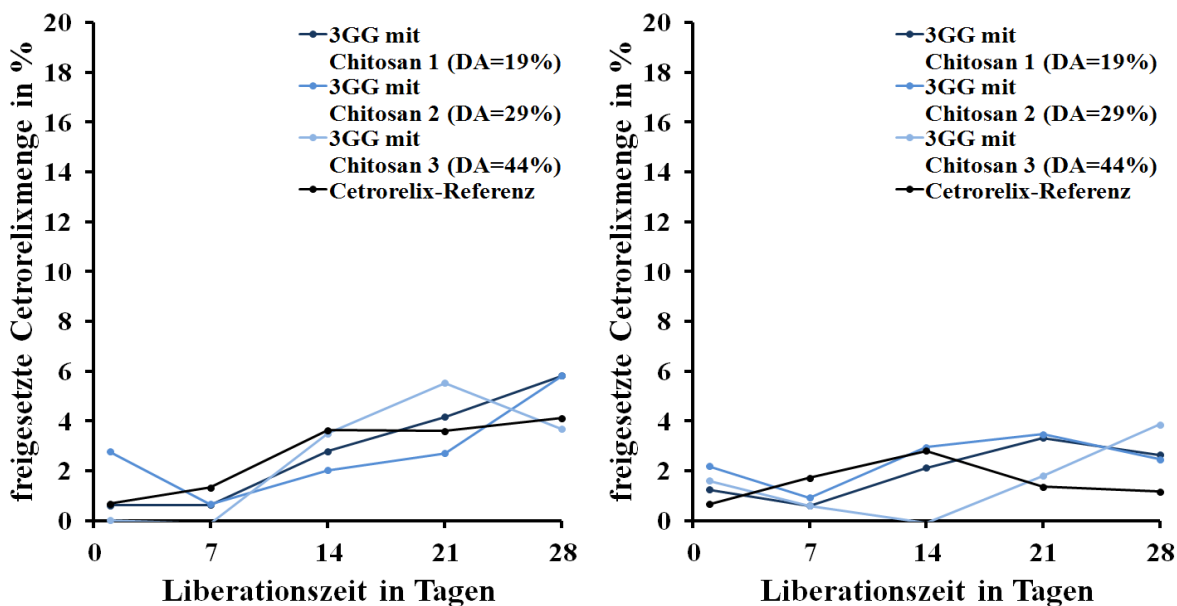 freigesetzte Cetrorelixmenge in %
20
18
16
14
12
10
8
6
4
2
0
3GG mit
Chitosan 1 (DA=19%)
3GG mit
Chitosan 2 (DA=29%)
3GG mit
Chitosan 3 (DA=44%)
Cetrorelix-Referenz
0 7 14 21 28
Liberationszeit in Tagen
freigesetzte Cetrorelixmenge in %
20
18
16
14
12
10
8
6
4
2
0
3GG mit
Chitosan 1 (DA=19%)
3GG mit
Chitosan 2 (DA=29%)
3GG mit
Chitosan 3 (DA=44%)
Cetrorelix-Referenz
0 7 14 21 28
Liberationszeit in Tagen